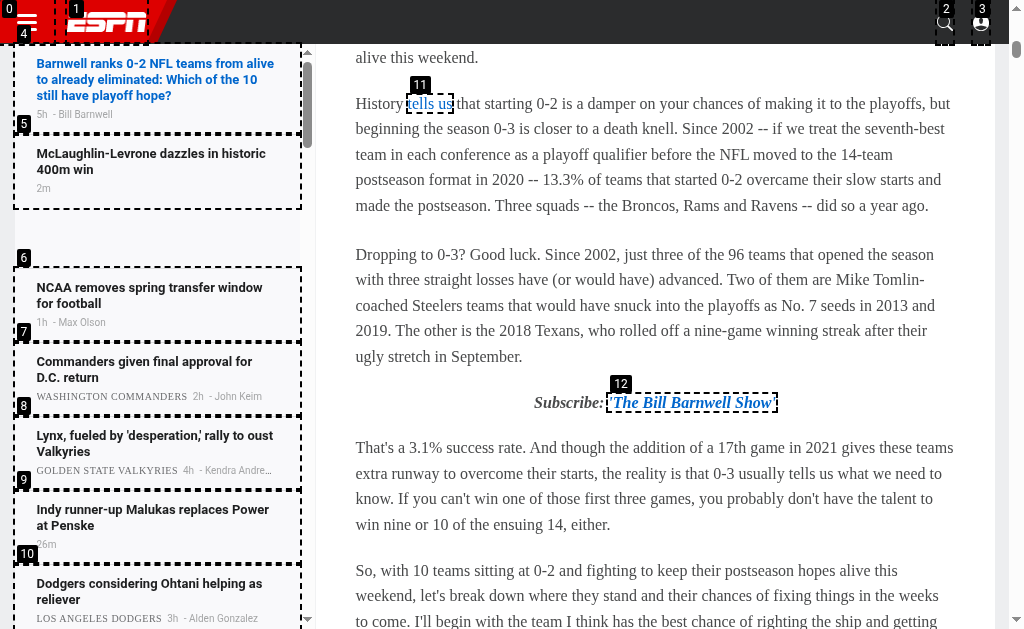 0
1
ESPN
2
3
4
Barnwell ranks 0-2 NFL teams from alive
to already eliminated: Which of the 10
still have playoff hope?
5h - Bill Barnwell
5
McLaughlin-Levrone dazzles in historic
400m win
2m
6
NCAA removes spring transfer window
for football
1h - Max Olson
7
Commanders given final approval for
D.C. return
WASHINGTON COMMANDERS 2h - John Keim
8
Lynx, fueled by 'desperation,' rally to oust
Valkyries
GOLDEN STATE VALKYRIES 4h - Kendra Andre...
9
Indy runner-up Malukas replaces Power
at Penske
26m
10
Dodgers considering Ohtani helping as
reliever
LOS ANGELES DODGERS 3h - Alden Gonzalez
alive this weekend.
11
History tells us that starting 0-2 is a damper on your chances of making it to the playoffs, but
beginning the season 0-3 is closer to a death knell. Since 2002 -- if we treat the seventh-best
team in each conference as a playoff qualifier before the NFL moved to the 14-team
postseason format in 2020 -- 13.3% of teams that started 0-2 overcame their slow starts and
made the postseason. Three squads -- the Broncos, Rams and Ravens -- did so a year ago.
Dropping to 0-3? Good luck. Since 2002, just three of the 96 teams that opened the season
with three straight losses have (or would have) advanced. Two of them are Mike Tomlin-
coached Steelers teams that would have snuck into the playoffs as No. 7 seeds in 2013 and
2019. The other is the 2018 Texans, who rolled off a nine-game winning streak after their
ugly stretch in September.
12
Subscribe: 'The Bill Barnwell Show'
That's a 3.1% success rate. And though the addition of a 17th game in 2021 gives these teams
extra runway to overcome their starts, the reality is that 0-3 usually tells us what we need to
know. If you can't win one of those first three games, you probably don't have the talent to
win nine or 10 of the ensuing 14, either.
So, with 10 teams sitting at 0-2 and fighting to keep their postseason hopes alive this
weekend, let's break down where they stand and their chances of fixing things in the weeks
to come. I'll begin with the team I think has the best chance of righting the ship and getting